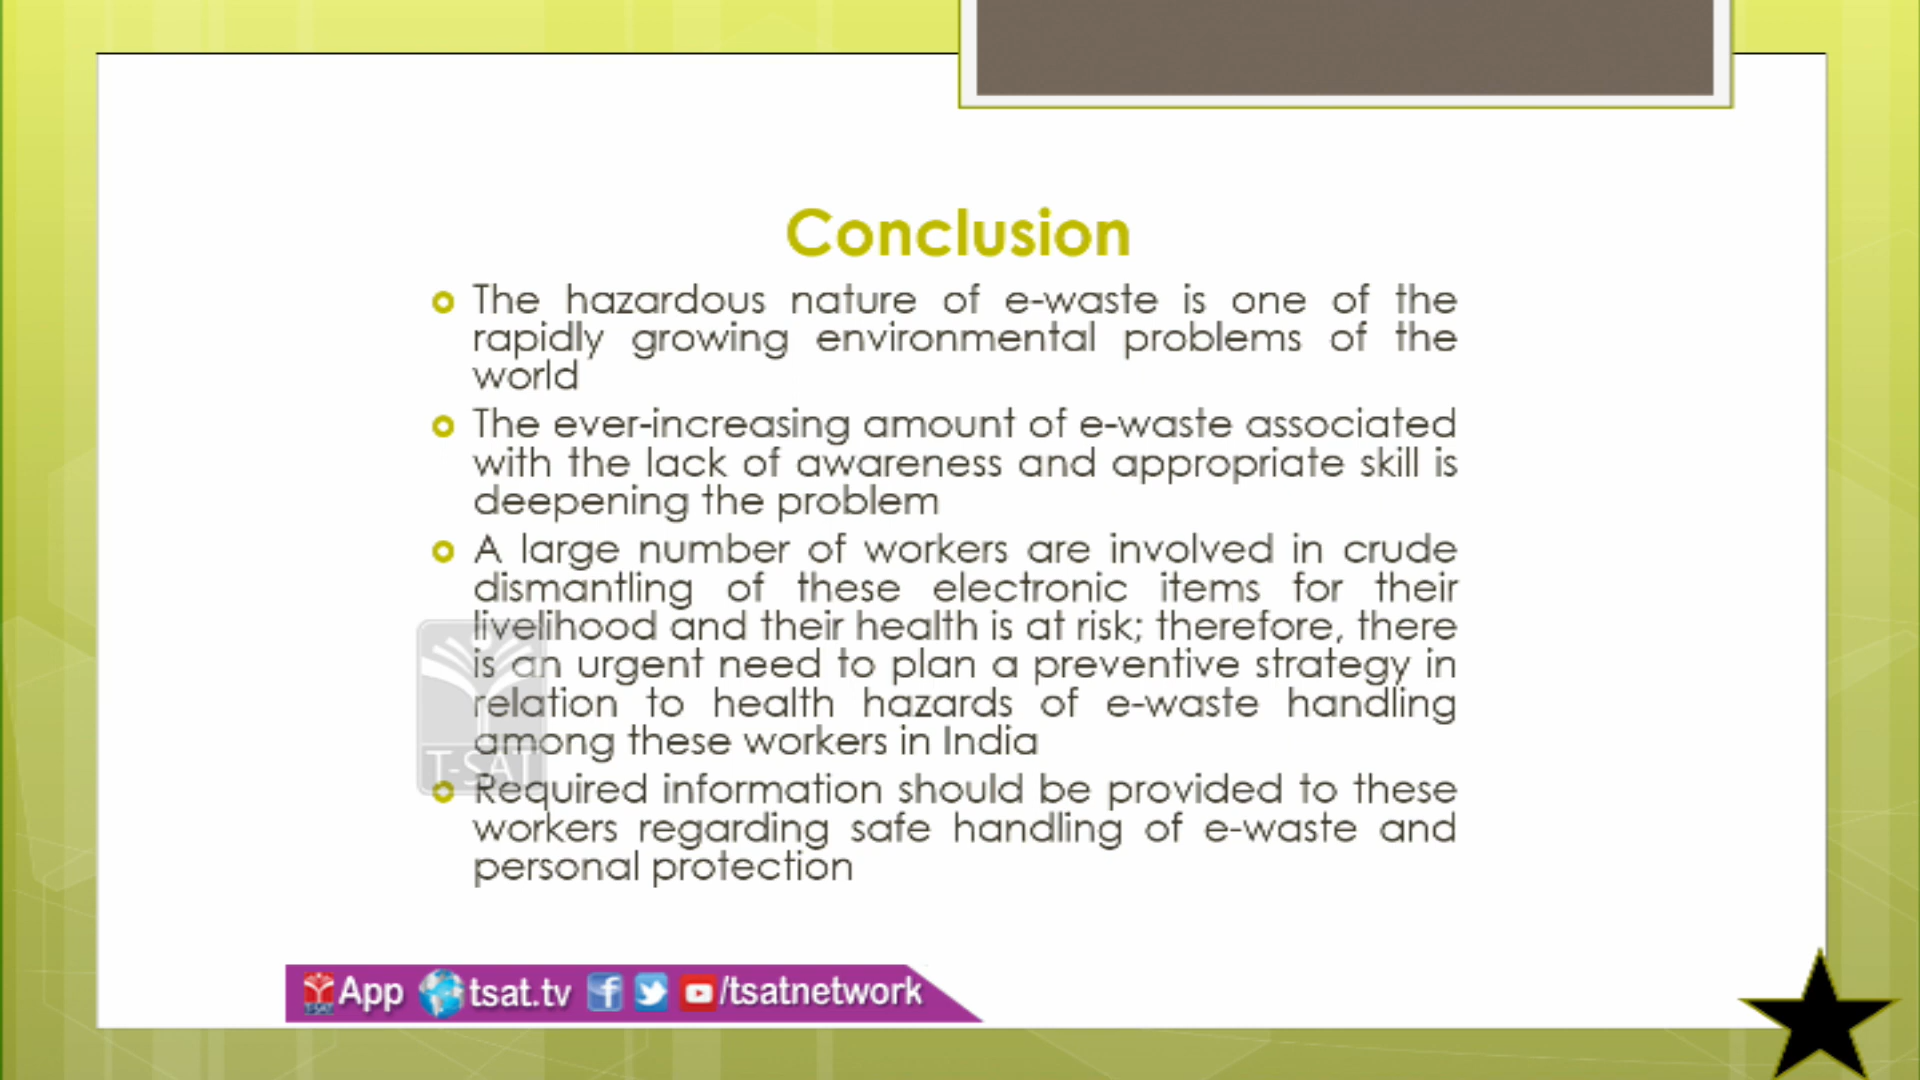 Conclusion
The hazardous nature of e-waste is one of the
rapidly growing environmental problems of the
world
The ever-increasing amount of e-waste associated
with the lack of awareness and appropriate skill is
deepening the problem
A large number of workers are involved in crude
dismantling of these electronic items for their
livelihood and their health is at risk; therefore, there
is an urgent need to plan a preventive strategy in
relation to health hazards of e-waste handling
among these workers in India
T-SAT
Required information should be provided to these
workers regarding safe handling of e-waste and
personal protection
T-SAT App tsat.tv /tsatnetwork